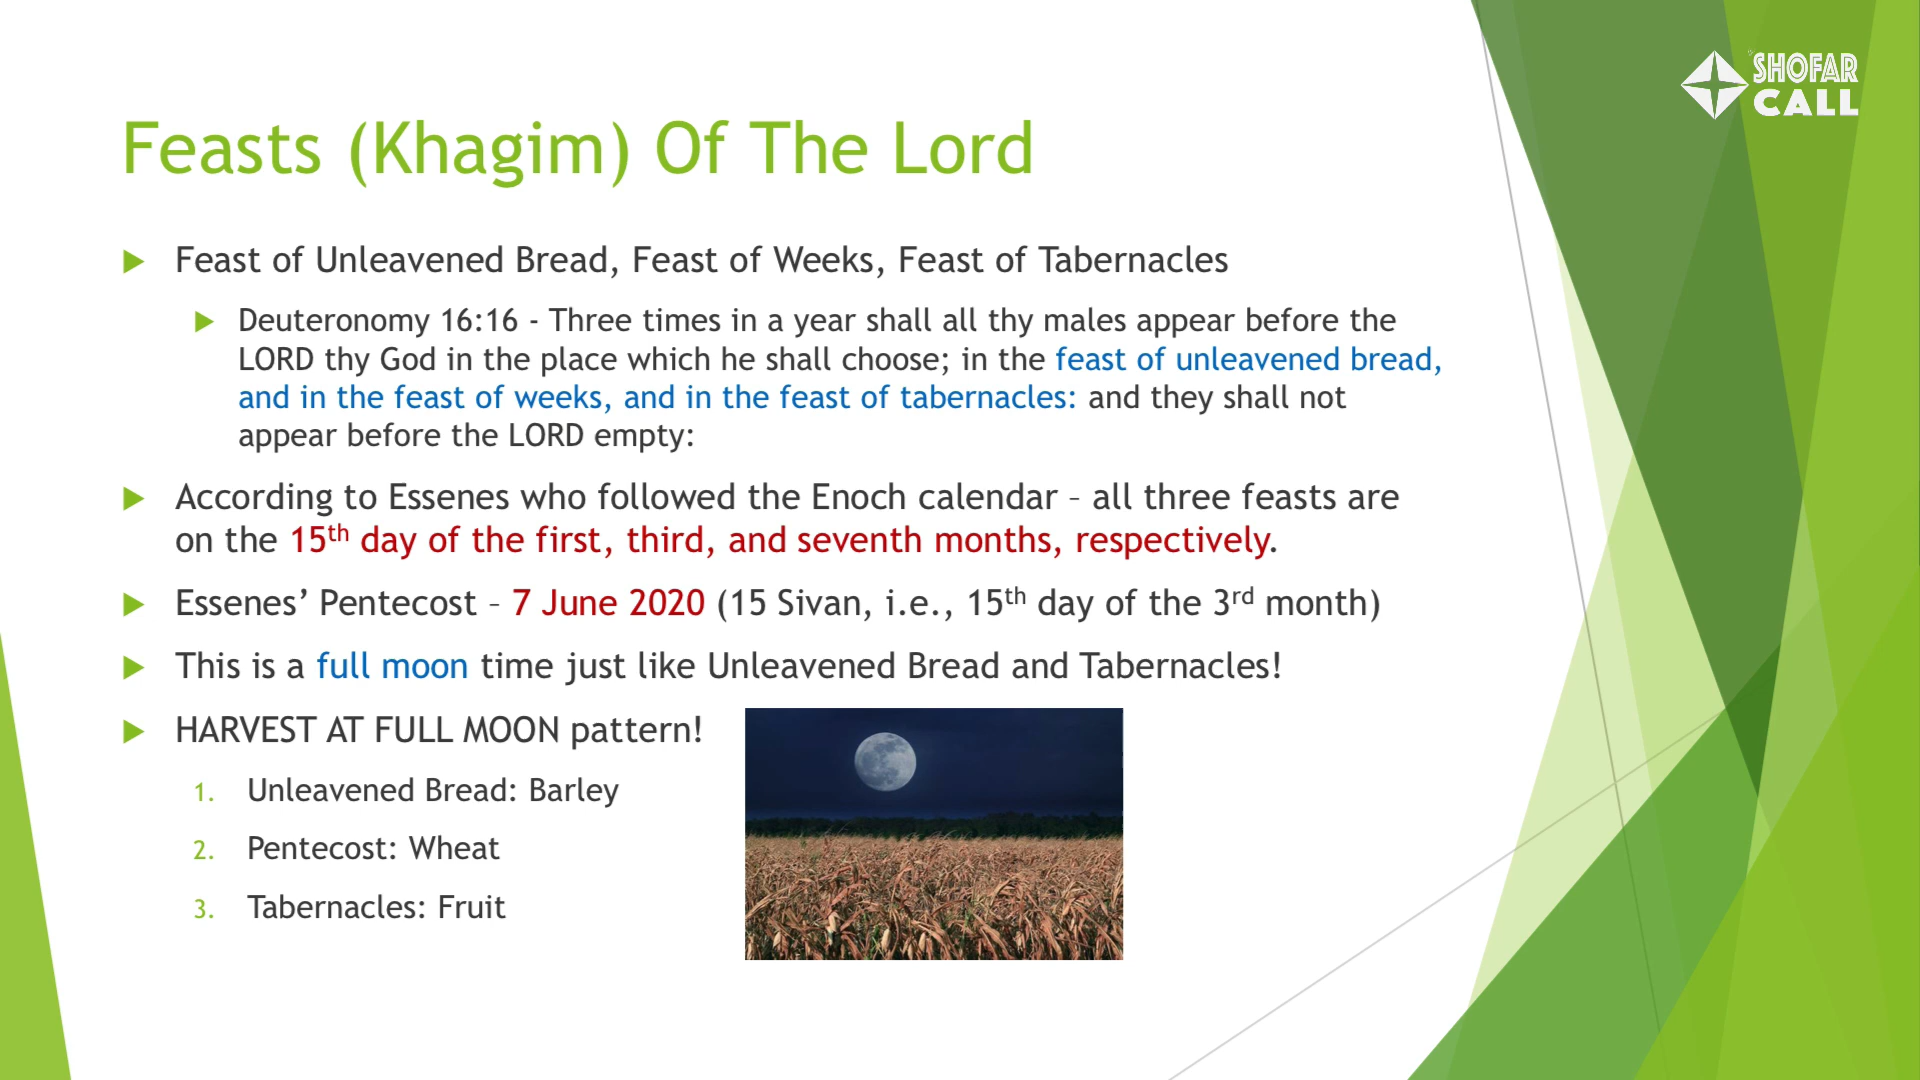 SHOFAR
CALL
Feasts (Khagim) Of The Lord
Feast of Unleavened Bread, Feast of Weeks, Feast of Tabernacles
Deuteronomy 16:16 - Three times in a year shall all thy males appear before the
LORD thy God in the place which he shall choose; in the feast of unleavened bread,
and in the feast of weeks, and in the feast of tabernacles: and they shall not
appear before the LORD empty:
According to Essenes who followed the Enoch calendar – all three feasts are
on the 15th day of the first, third, and seventh months, respectively.
Essenes’ Pentecost – 7 June 2020 (15 Sivan, i.e., 15th day of the 3rd month)
This is a full moon time just like Unleavened Bread and Tabernacles!
HARVEST AT FULL MOON pattern!
1. Unleavened Bread: Barley
2. Pentecost: Wheat
3. Tabernacles: Fruit